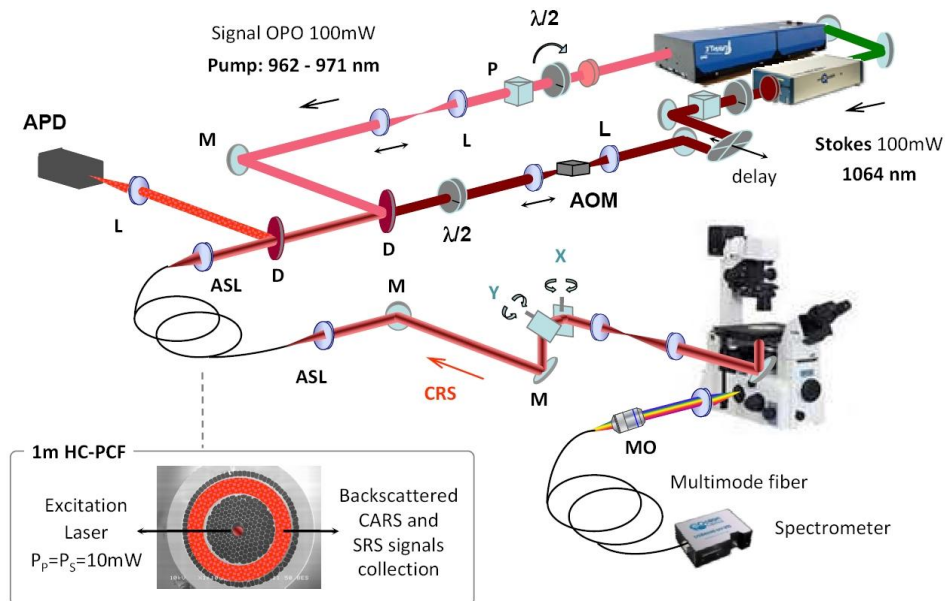 Signal OPO 100mW
Pump: 962 - 971 nm
λ/2
P
L
M
APD
L
L
AOM
λ/2
D
D
delay
Stokes 100mW
1064 nm
ASL
M
X
Y
ASL
CRS
M
MO
Multimode fiber
Spectrometer
1m HC-PCF
Excitation
Laser
P_P=P_S=10mW
Backscattered
CARS and
SRS signals
collection